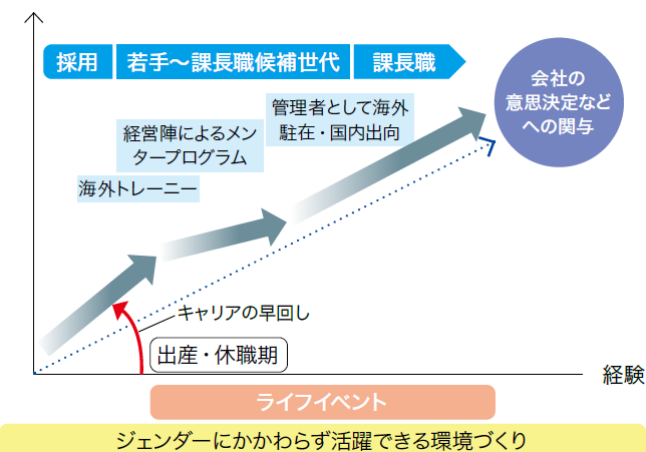 採用
若手～課長職候補世代
課長職
会社の
意思決定など
への関与
管理者として海外
駐在・国内出向
経営陣によるメン
タープログラム
海外トレーニー
キャリアの早回し
出産・休職期
経験
ライフイベント
ジェンダーにかかわらず活躍できる環境づくり